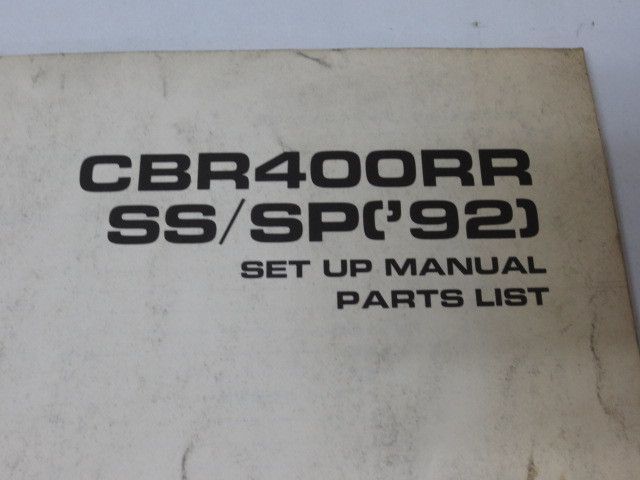 CBR400RR
SS/SP('92)
SET UP MANUAL
PARTS LIST